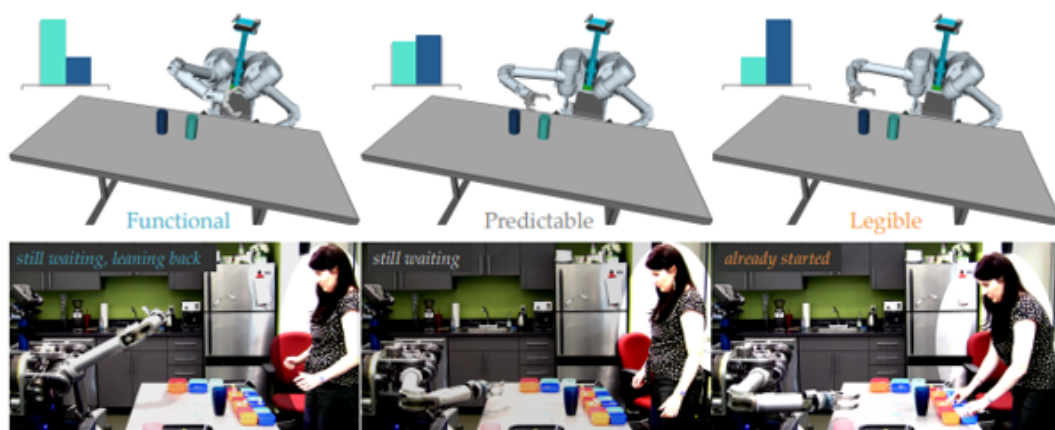 Functional
Predictable
Legible
still waiting, leaning back
still waiting
already started